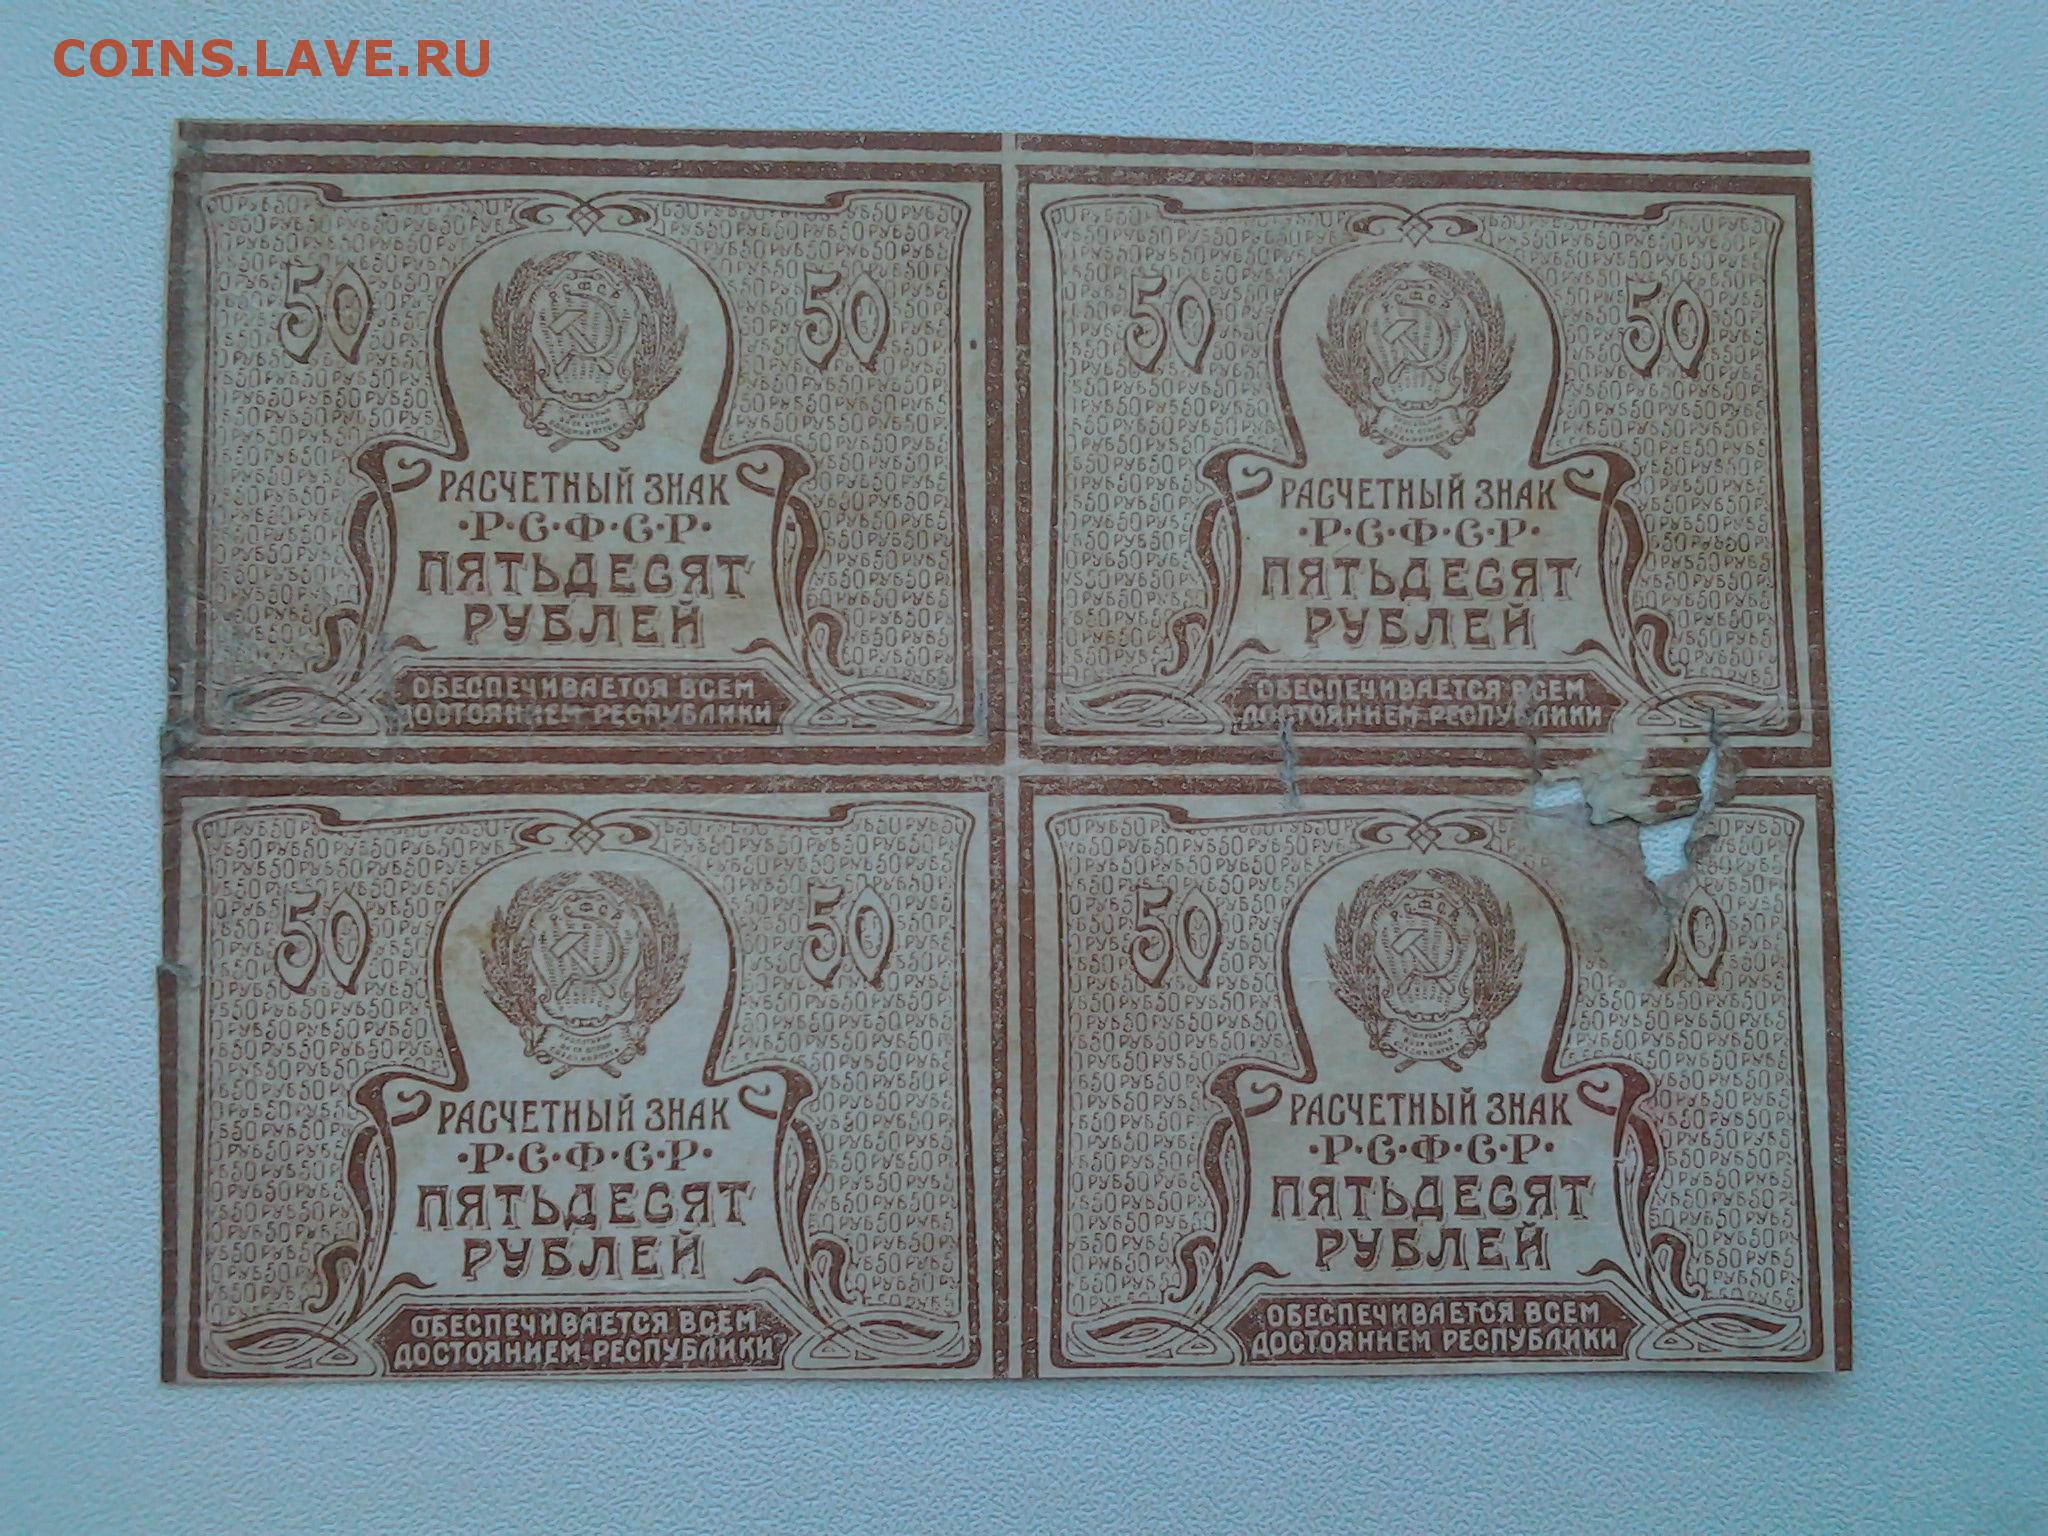 COINS.LAVE.RU
50 50
РАСЧЕТНЫЙ ЗНАК
Р·С·Ф·С·Р
ПЯТЬДЕСЯТ
РУБЛЕЙ
ОБЕСПЕЧИВАЕТСЯ ВСЕМ
ДОСТОЯНИЕМ РЕСПУБЛИКИ
50 50
РАСЧЕТНЫЙ ЗНАК
Р·С·Ф·С·Р
ПЯТЬДЕСЯТ
РУБЛЕЙ
ОБЕСПЕЧИВАЕТСЯ ВСЕМ
ДОСТОЯНИЕМ РЕСПУБЛИКИ
50 50
РАСЧЕТНЫЙ ЗНАК
Р·С·Ф·С·Р
ПЯТЬДЕСЯТ
РУБЛЕЙ
ОБЕСПЕЧИВАЕТСЯ ВСЕМ
ДОСТОЯНИЕМ РЕСПУБЛИКИ
50
РАСЧЕТНЫЙ ЗНАК
Р·С·Ф·С·Р
ПЯТЬДЕСЯТ
РУБЛЕЙ
ОБЕСПЕЧИВАЕТСЯ ВСЕМ
ДОСТОЯНИЕМ РЕСПУБЛИКИ